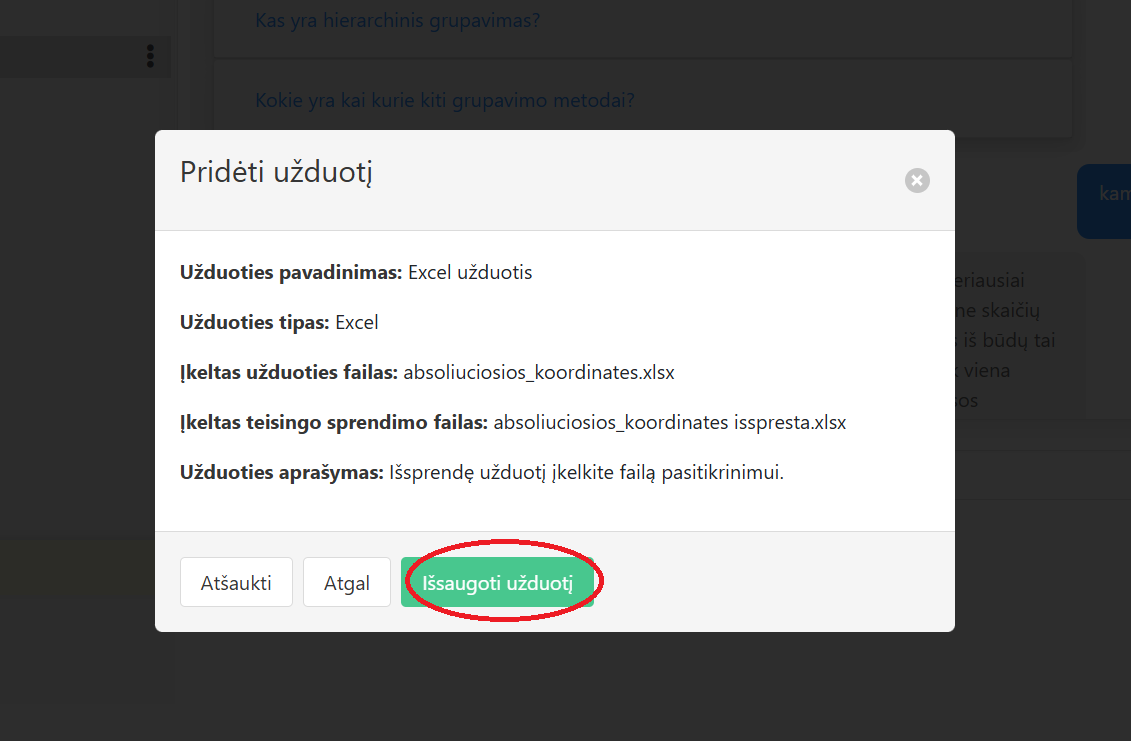 Kas yra hierarchinis grupavimas?
Kokie yra kai kurie kiti grupavimo metodai?
Pridėti užduotį
kam
Užduoties pavadinimas: Excel užduotis
eriausiai
Užduoties tipas: Excel
ne skaičių
iš būdų tai
Įkeltas užduoties failas: absoliuciosios_koordinates.xlsx
viena
sos
Įkeltas teisingo sprendimo failas: absoliuciosios_koordinates isspresta.xlsx
Užduoties aprašymas: Išsprendę užduotį įkelkite failą pasitikrinimui.
Atšaukti
Atgal
Išsaugoti užduotį